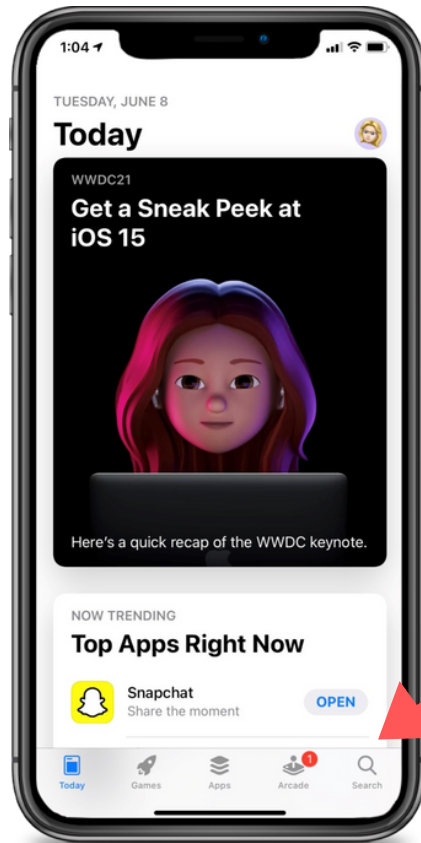 1:04
TUESDAY, JUNE 8
Today
WWDC21
Get a Sneak Peek at
iOS 15
Here's a quick recap of the WWDC keynote.
NOW TRENDING
Top Apps Right Now
Snapchat
Share the moment
OPEN
1
Today Games Apps Arcade Search